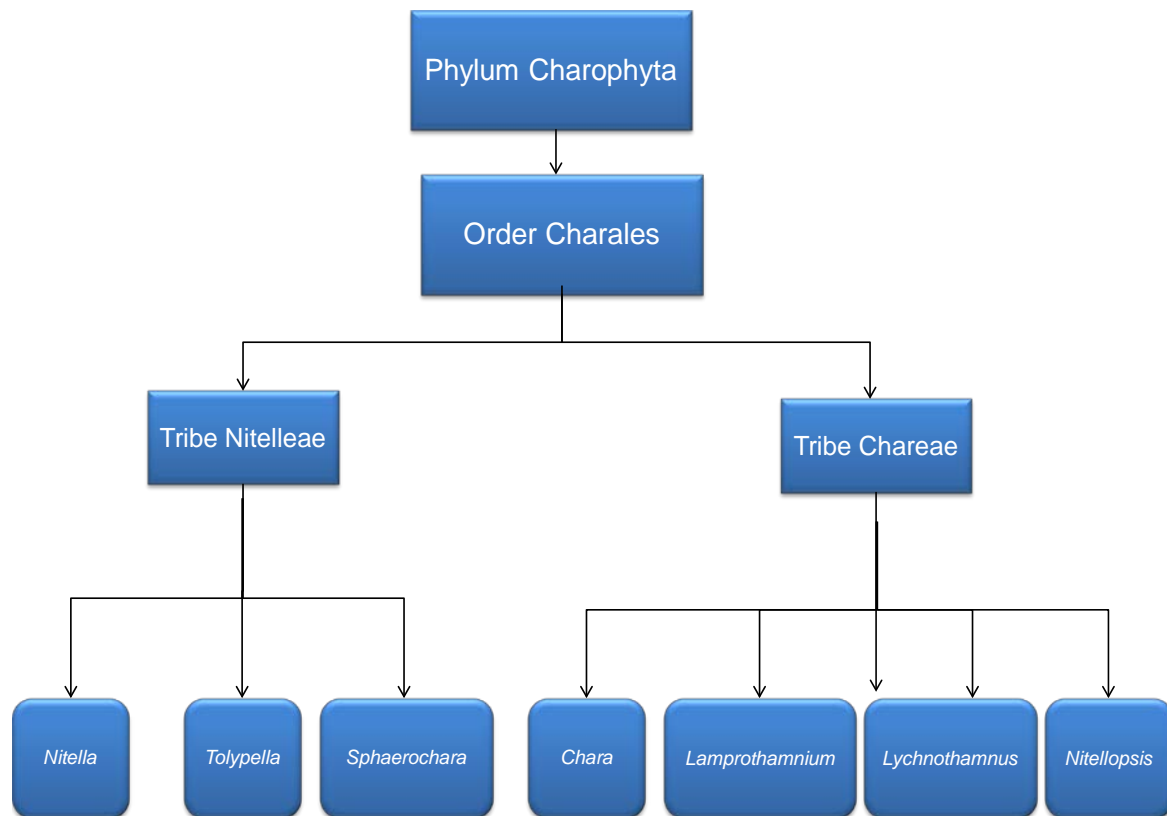 Phylum Charophyta
Order Charales
Tribe Nitelleae
Tribe Chareae
Nitella
Tolypella
Sphaerochara
Chara
Lamprothamnium
Lychnothamnus
Nitellopsis